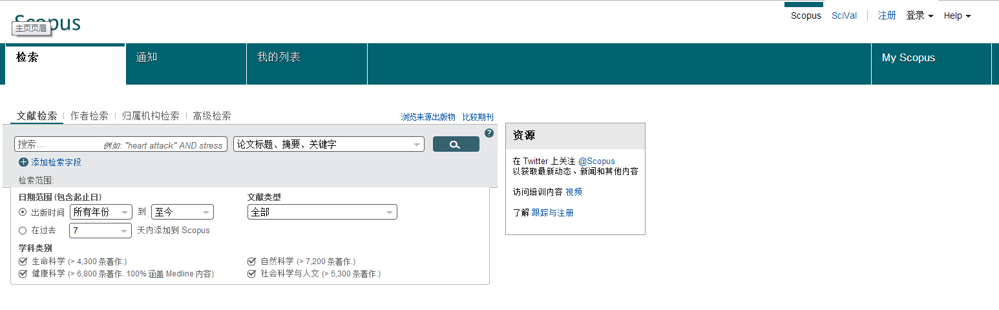 Scopus
主页页眉
Scopus SciVal 注册 登录 Help
检索 通知 我的列表 My Scopus
文献检索 作者检索 归属机构检索 高级检索 浏览来源出版物 比较期刊
搜索... 例如: "heart attack" AND stress 论文标题、摘要、关键字 ?
添加检索字段
检索范围:
日期范围 (包含起止日) 文献类型
出版时间 所有年份 到 至今 全部
在过去 7 天内添加到 Scopus
学科类别
生命科学 (> 4,300 条著作.) 自然科学 (> 7,200 条著作.)
健康科学 (> 6,800 条著作. 100% 涵盖 Medline 内容) 社会科学与人文 (> 5,300 条著作.)
资源
在 Twitter 上关注 @Scopus
以获取最新动态、新闻和其他内容
访问培训内容 视频
了解 跟踪与注册